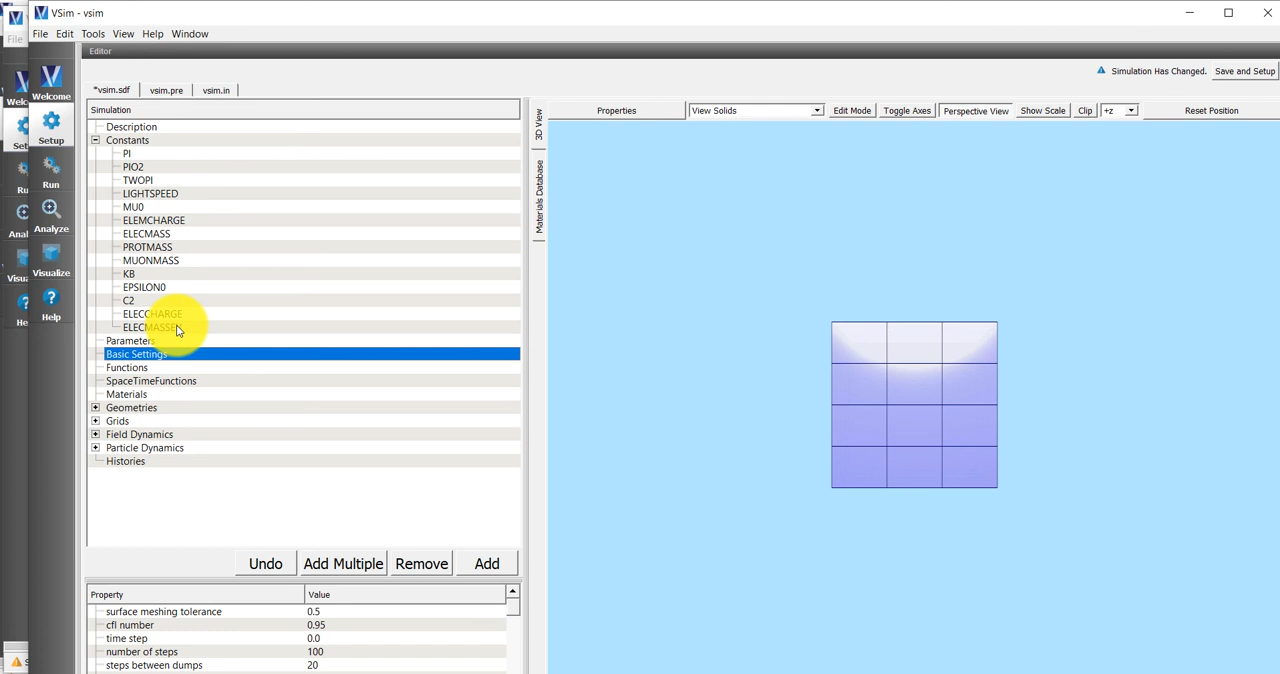 VSim - vsim
File Edit Tools View Help Window
File
Editor
Simulation Has Changed. Save and Setup
*vsim.sdf vsim.pre vsim.in
Welcome
Setup
Run
Analyze
Visualize
Help
Simulation
Description
Constants
PI
PIO2
TWOPI
LIGHTSPEED
MU0
ELEMCHARGE
ELECMASS
PROTMASS
MUONMASS
KB
EPSILON0
C2
ELECCHARGE
ELECMASSE
Parameters
Basic Settings
Functions
SpaceTimeFunctions
Materials
Geometries
Grids
Field Dynamics
Particle Dynamics
Histories
Undo Add Multiple Remove Add
Property Value
surface meshing tolerance 0.5
cfl number 0.95
time step 0.0
number of steps 100
steps between dumps 20
3D View
Materials Database
Properties View Solids Edit Mode Toggle Axes Perspective View Show Scale Clip +z Reset Position